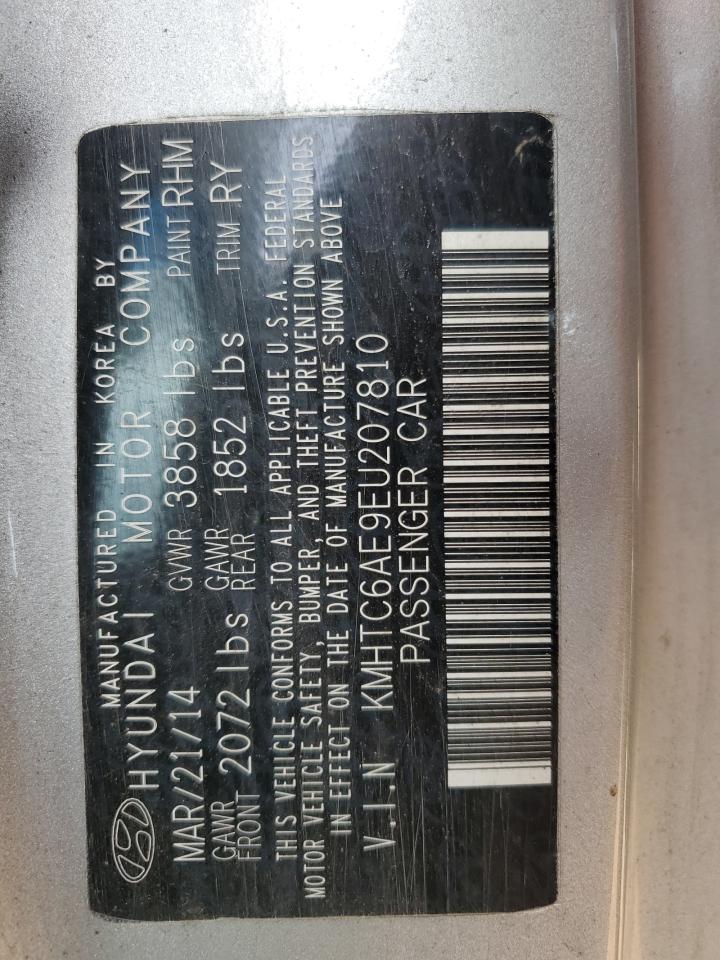 MANUFACTURED IN KOREA BY
HYUNDAI MOTOR COMPANY
MAR/21/14 GVWR 3858 lbs PAINT RHM
GAWR FRONT 2072 lbs GAWR REAR 1852 lbs TRIM RY
THIS VEHICLE CONFORMS TO ALL APPLICABLE U.S.A. FEDERAL
MOTOR VEHICLE SAFETY, BUMPER, AND THEFT PREVENTION STANDARDS
IN EFFECT ON THE DATE OF MANUFACTURE SHOWN ABOVE
V.I.N KMHTC6AE9EU207810
PASSENGER CAR